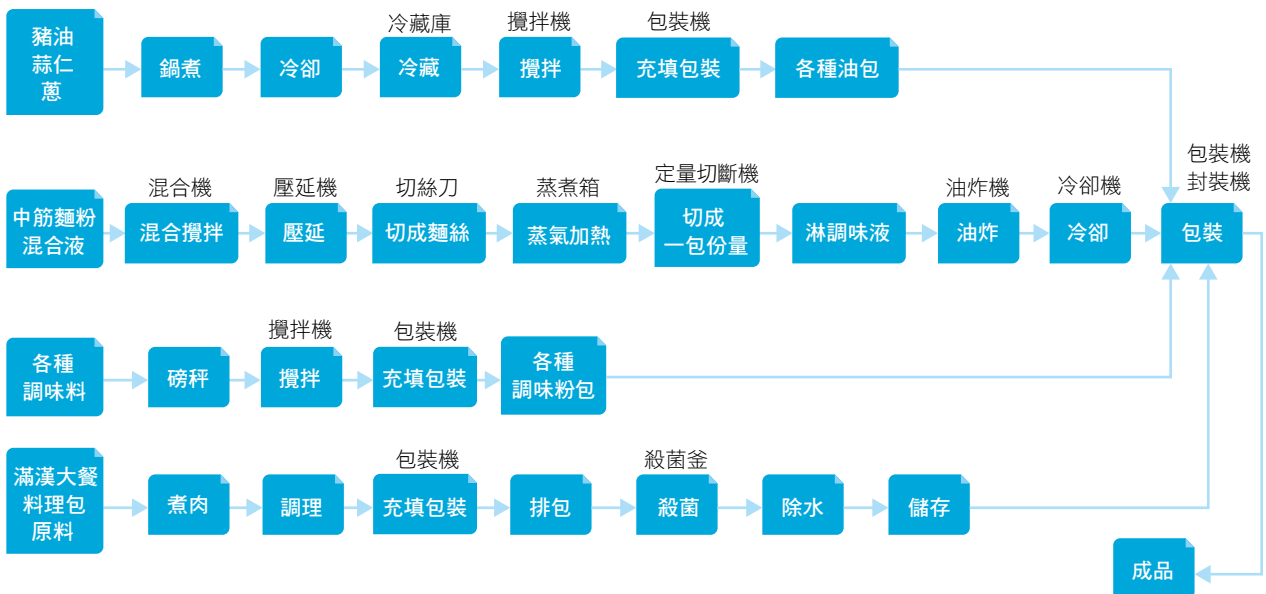 豬油
蒜仁
蔥
鍋煮
冷卻
冷藏庫
冷藏
攪拌機
攪拌
包裝機
充填包裝
各種油包
中筋麵粉
混合液
混合機
混合攪拌
壓延機
壓延
切絲刀
切成麵絲
蒸煮箱
蒸氣加熱
定量切斷機
切成
一包份量
淋調味液
油炸機
油炸
冷卻機
冷卻
包裝機
封裝機
包裝
各種
調味料
磅秤
攪拌機
攪拌
包裝機
充填包裝
各種
調味粉包
滿漢大餐
料理包
原料
煮肉
調理
包裝機
充填包裝
排包
殺菌釜
殺菌
除水
儲存
成品